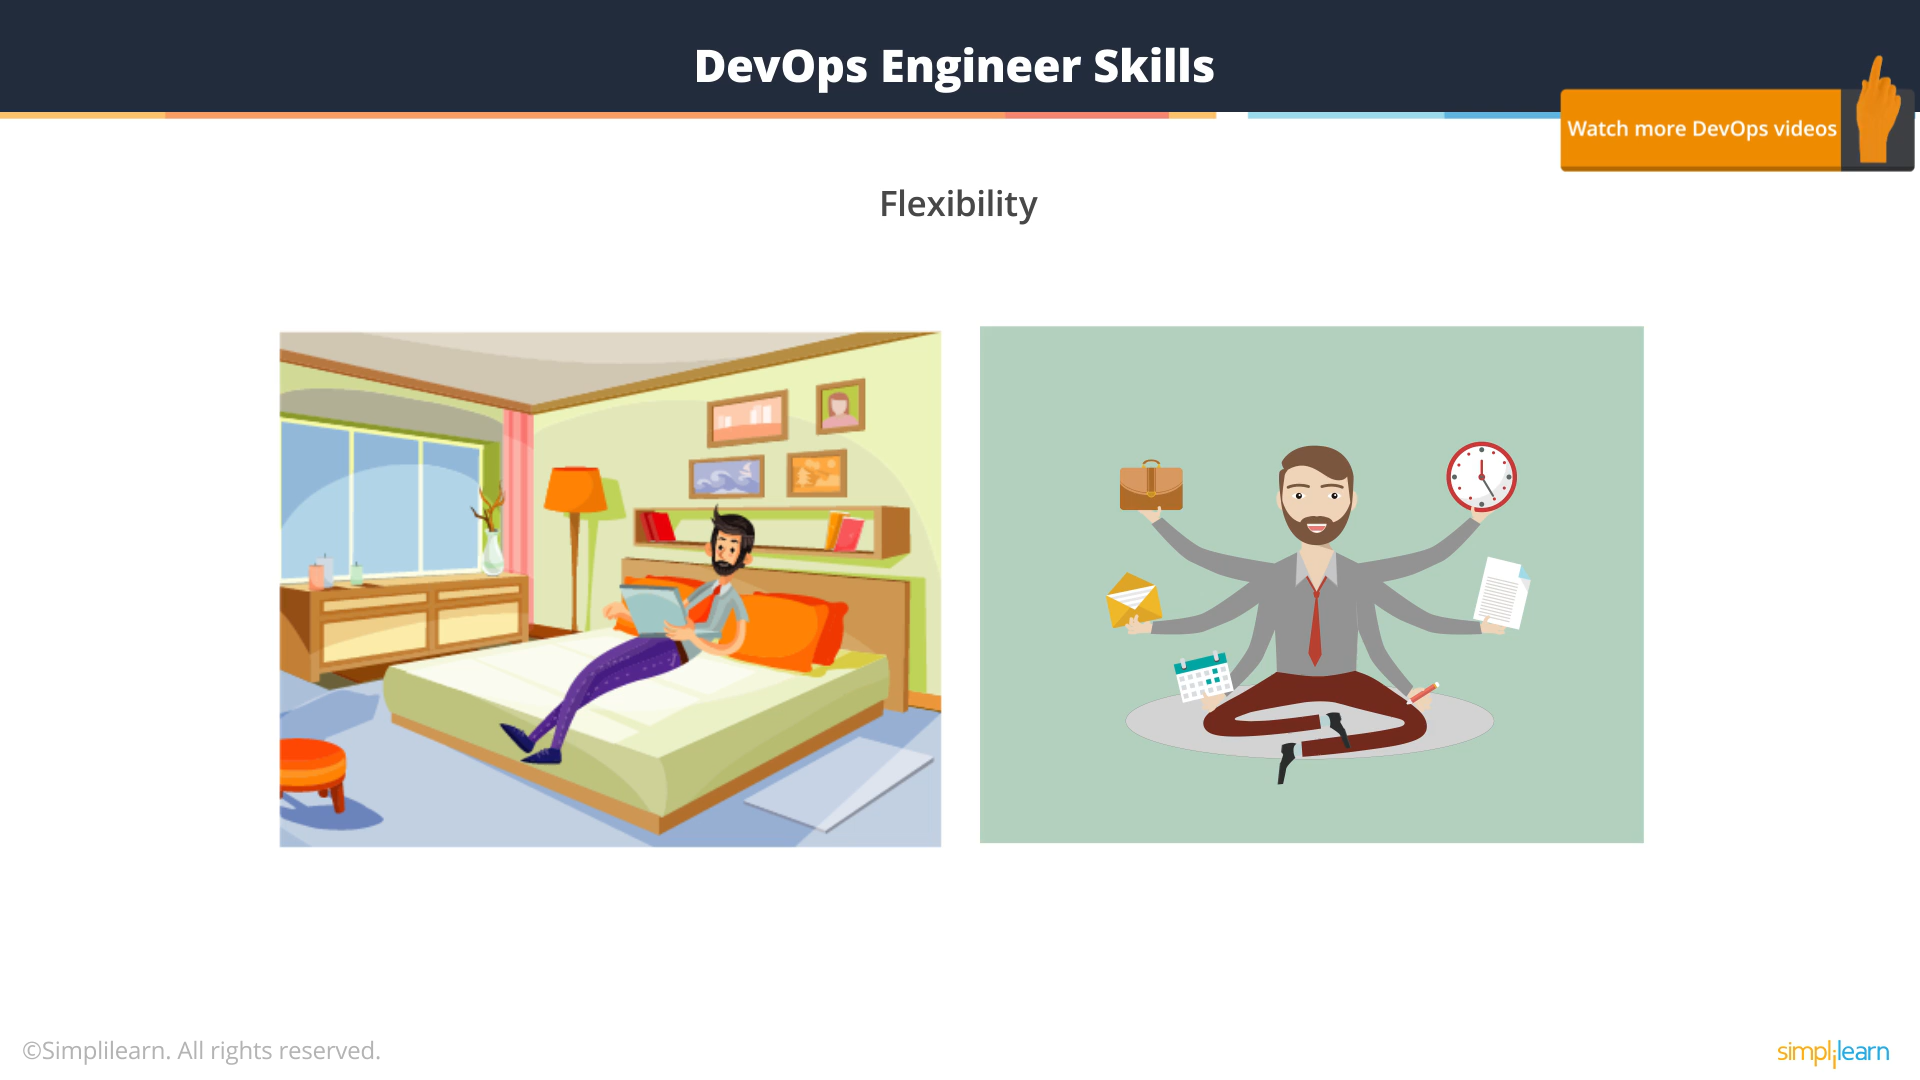 DevOps Engineer Skills
Watch more DevOps videos
Flexibility
©Simplilearn. All rights reserved.
simplilearn